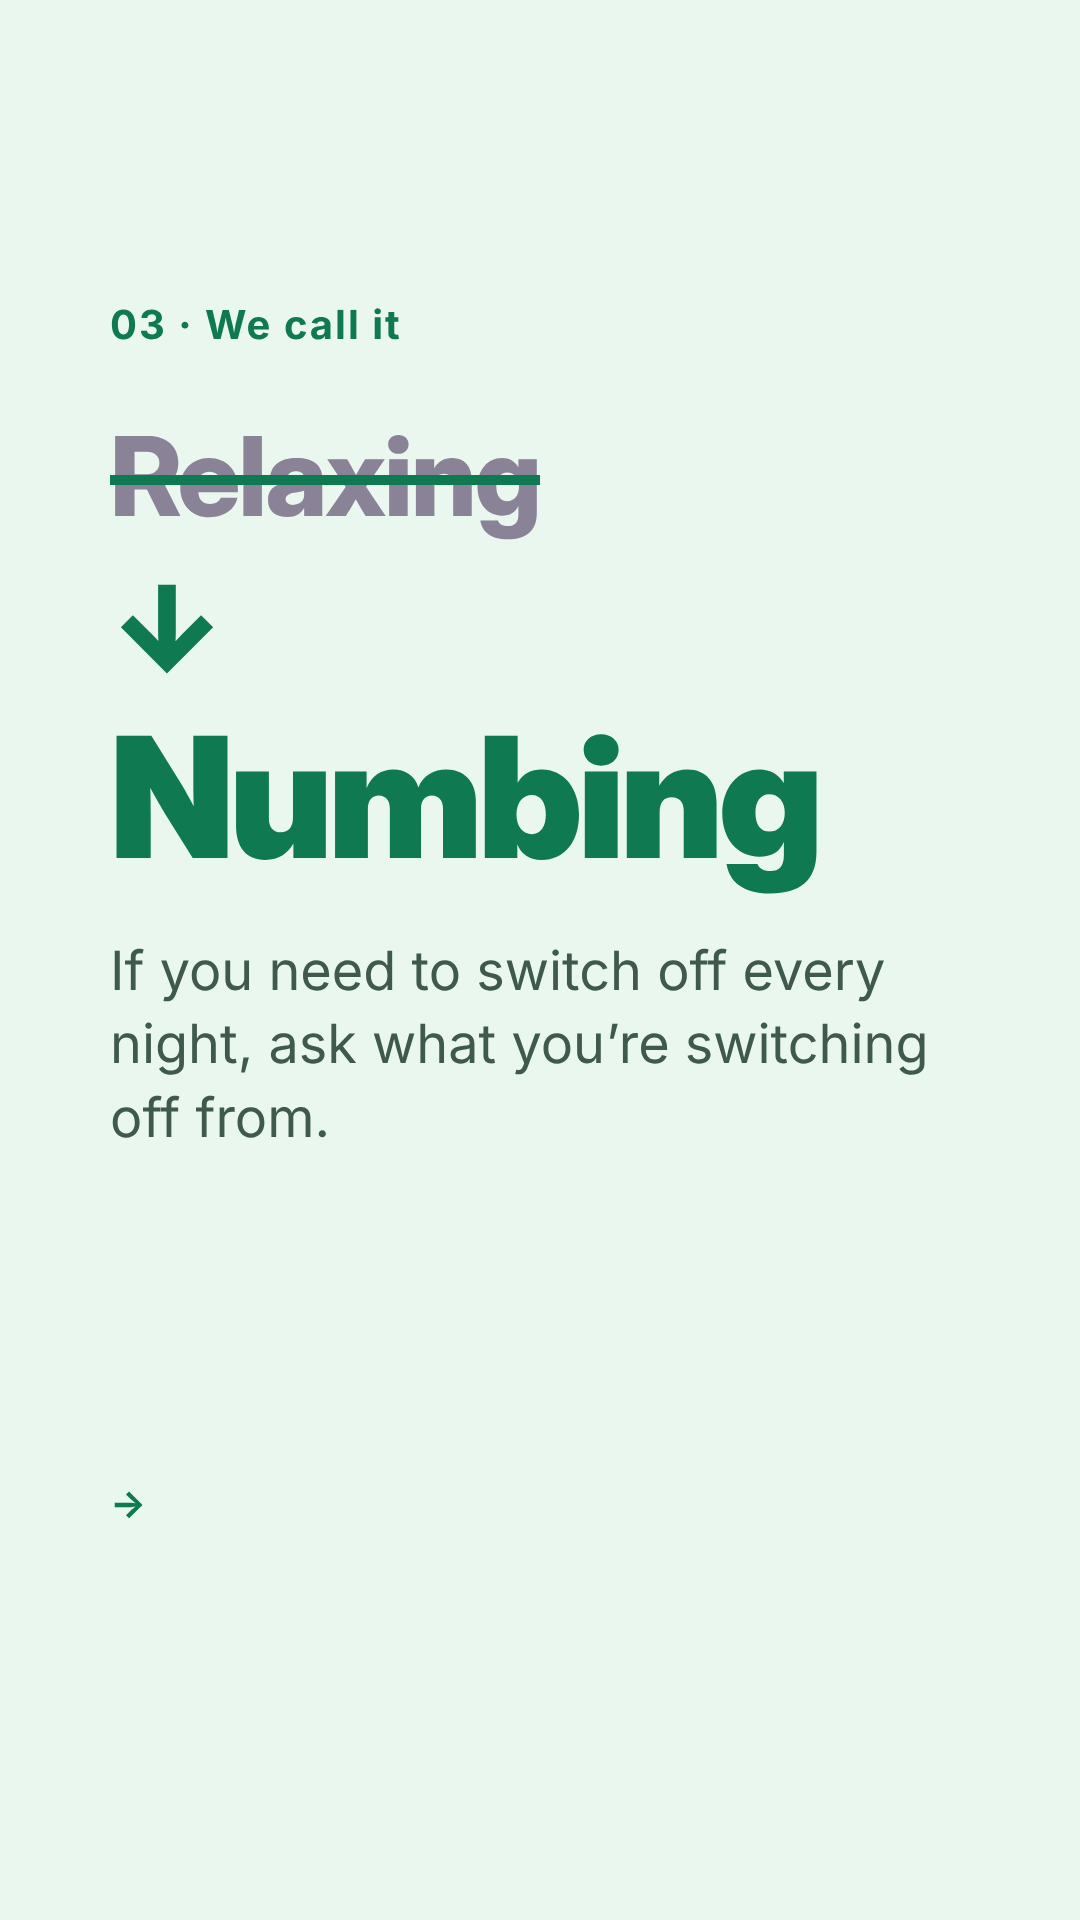 03 · We call it
Relaxing
↓
Numbing
If you need to switch off every
night, ask what you’re switching
off from.
→